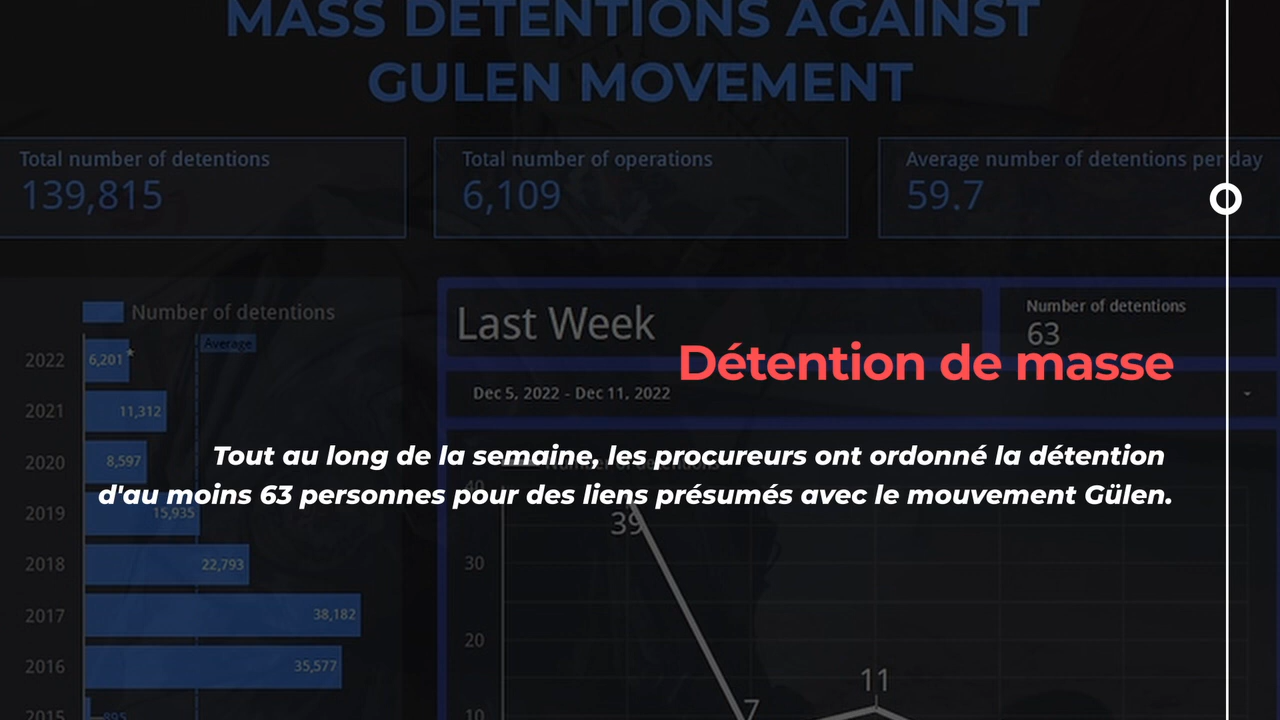 MASS DETENTIONS AGAINST
GULEN MOVEMENT
Total number of detentions
139,815
Total number of operations
6,109
Average number of detentions per day
59.7
Number of detentions
Average
2022 6,201*
2021 11,312
2020 8,597
2019 15,935
2018 22,793
2017 38,182
2016 35,577
2015 895
Last Week
Number of detentions
63
Dec 5, 2022 - Dec 11, 2022
Détention de masse
Tout au long de la semaine, les procureurs ont ordonné la détention
d'au moins 63 personnes pour des liens présumés avec le mouvement Gülen.
Number of detentions
40
39
30
20
11
7
10